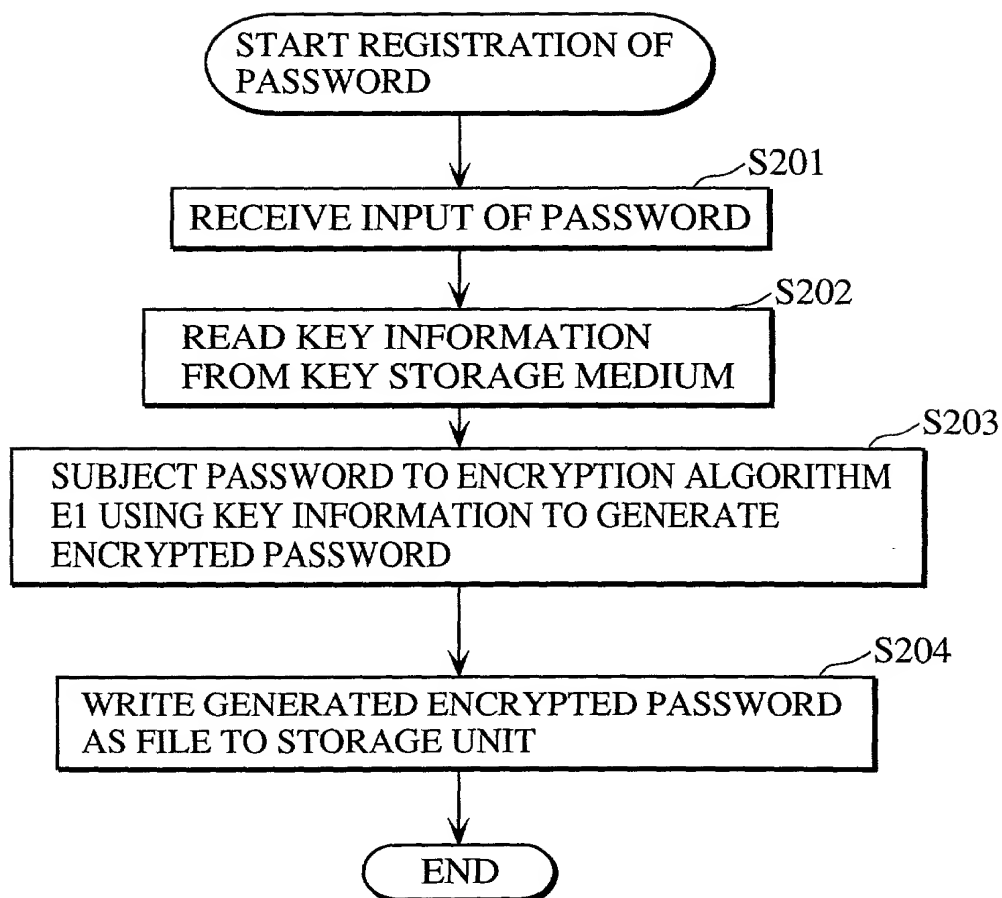 START REGISTRATION OF
PASSWORD
S201
RECEIVE INPUT OF PASSWORD
S202
READ KEY INFORMATION
FROM KEY STORAGE MEDIUM
S203
SUBJECT PASSWORD TO ENCRYPTION ALGORITHM
E1 USING KEY INFORMATION TO GENERATE
ENCRYPTED PASSWORD
S204
WRITE GENERATED ENCRYPTED PASSWORD
AS FILE TO STORAGE UNIT
END